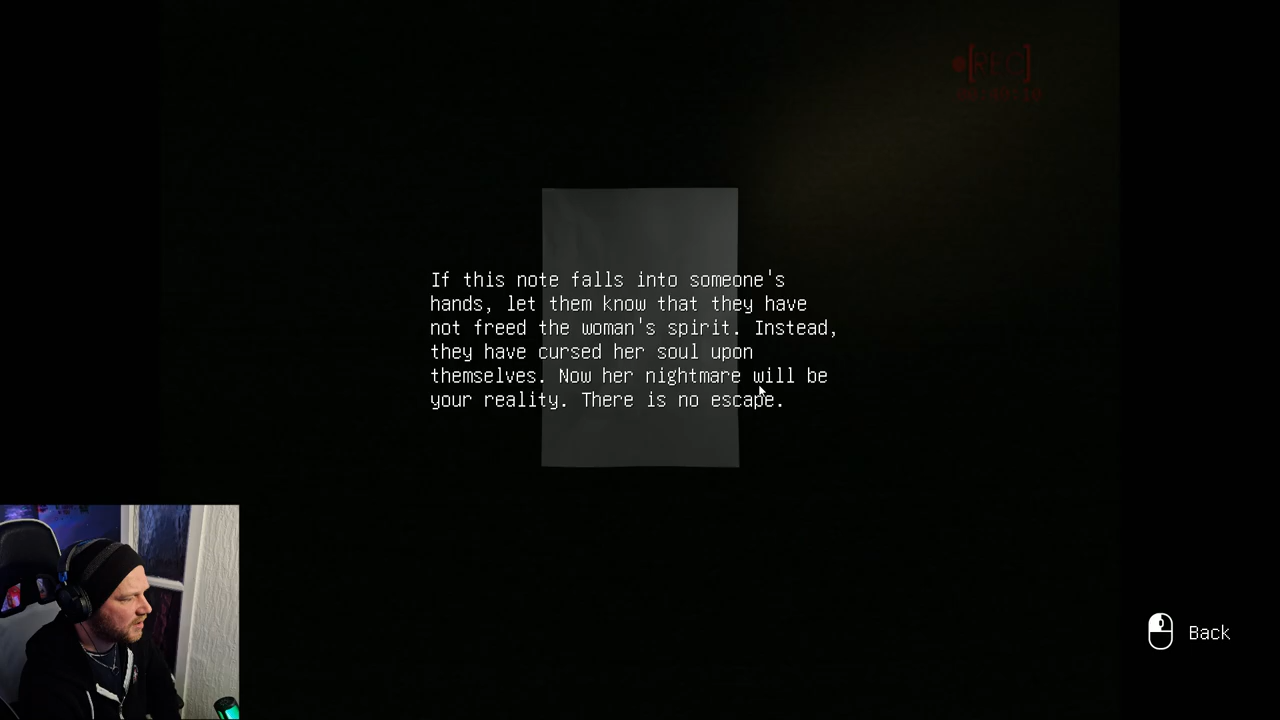 [REC]
If this note falls into someone's
hands, let them know that they have
not freed the woman's spirit. Instead,
they have cursed her soul upon
themselves. Now her nightmare will be
your reality. There is no escape.
Back